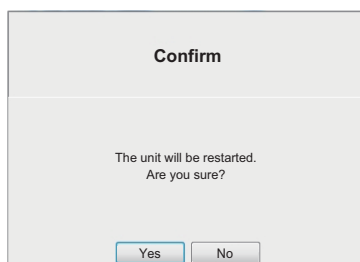 Confirm
The unit will be restarted.
Are you sure?
Yes No